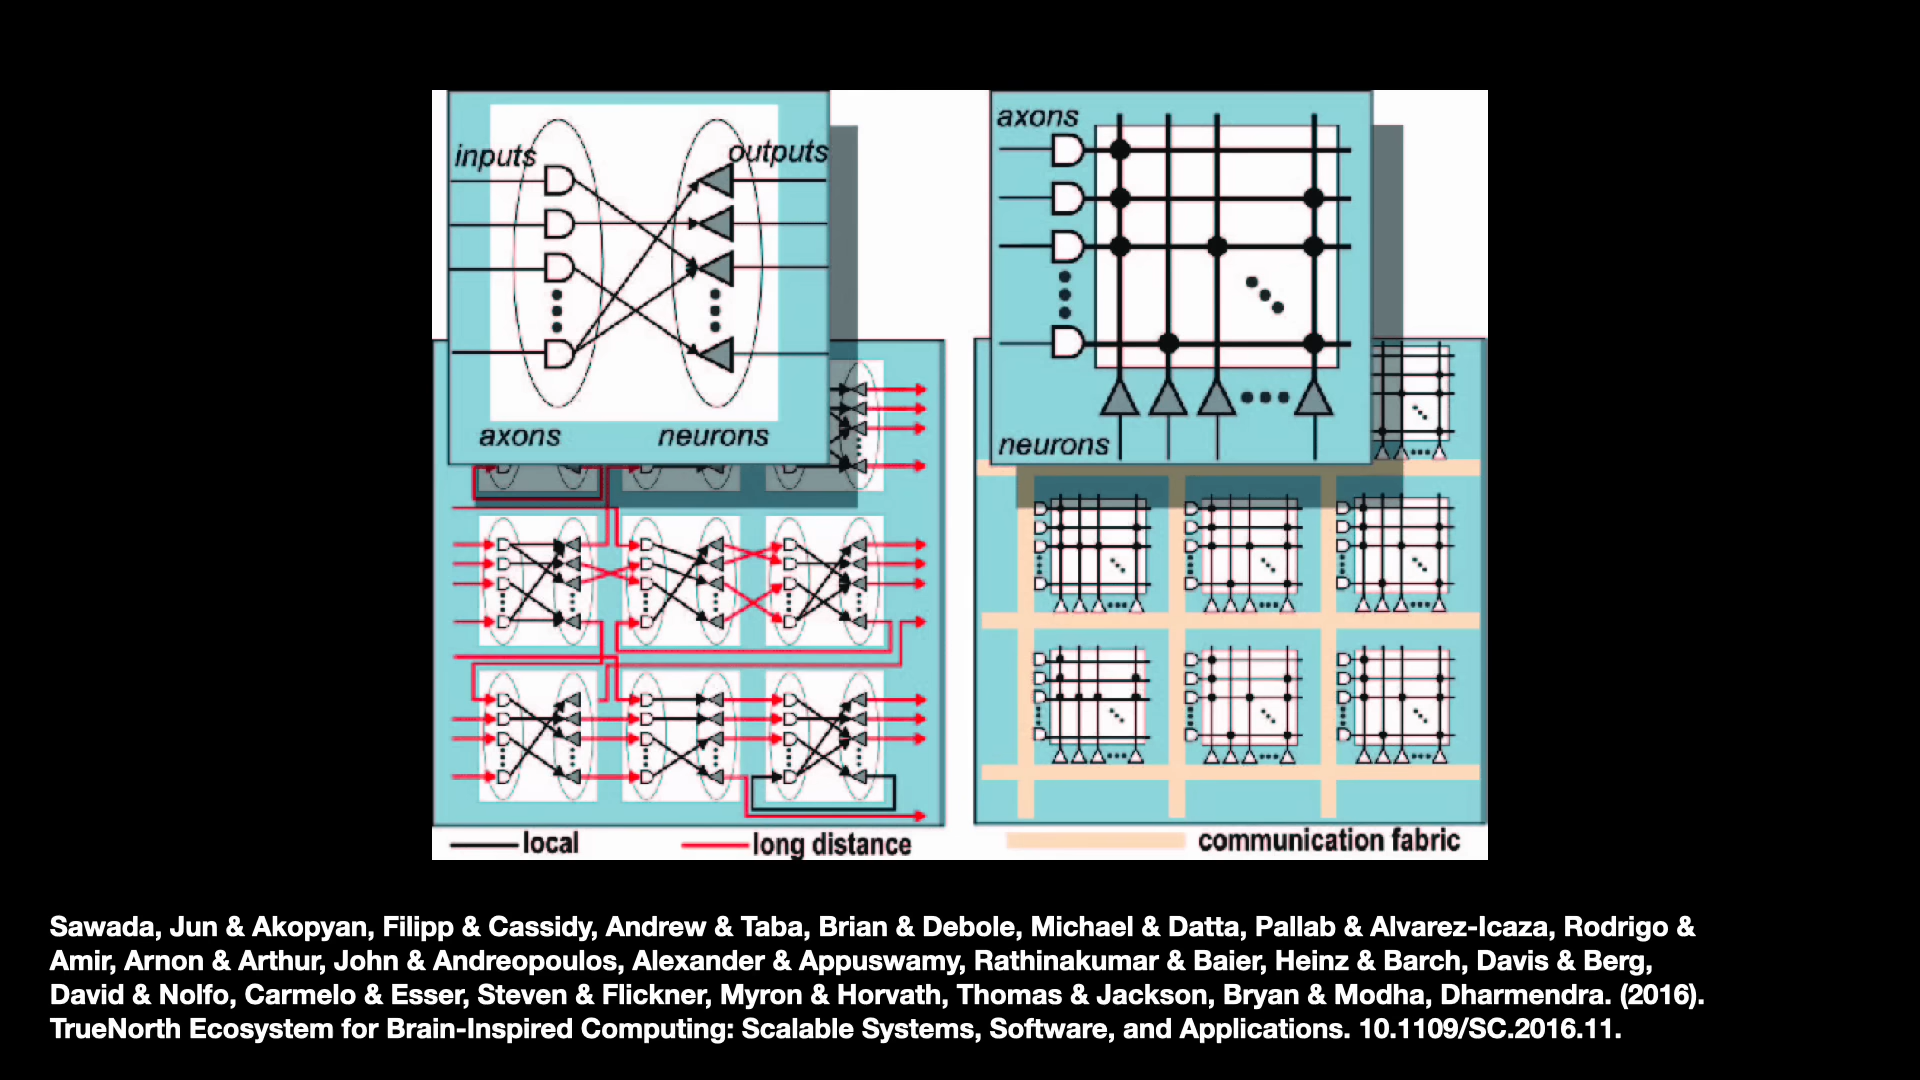 inputs
outputs
axons
neurons
axons
neurons
local
long distance
communication fabric
Sawada, Jun & Akopyan, Filipp & Cassidy, Andrew & Taba, Brian & Debole, Michael & Datta, Pallab & Alvarez-Icaza, Rodrigo &
Amir, Arnon & Arthur, John & Andreopoulos, Alexander & Appuswamy, Rathinakumar & Baier, Heinz & Barch, Davis & Berg,
David & Nolfo, Carmelo & Esser, Steven & Flickner, Myron & Horvath, Thomas & Jackson, Bryan & Modha, Dharmendra. (2016).
TrueNorth Ecosystem for Brain-Inspired Computing: Scalable Systems, Software, and Applications. 10.1109/SC.2016.11.